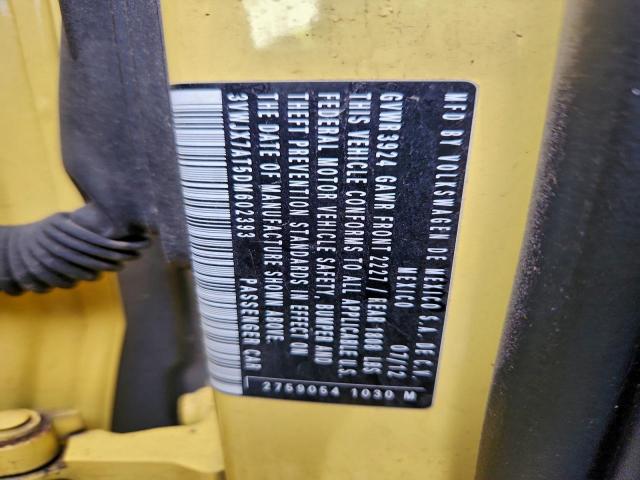 MFD BY VOLKSWAGEN DE MEXICO S.A. DE C.V.
MEXICO 07/12
GVWR 3924 GAWR FRONT 2217 / REAR 1808 LBS
THIS VEHICLE CONFORMS TO ALL APPLICABLE U.S.
FEDERAL MOTOR VEHICLE SAFETY, BUMPER AND
THEFT PREVENTION STANDARDS IN EFFECT ON
THE DATE OF MANUFACTURE SHOWN ABOVE.
3VWJX7AT5DM602393 PASSENGER CAR
2759054 1030 M